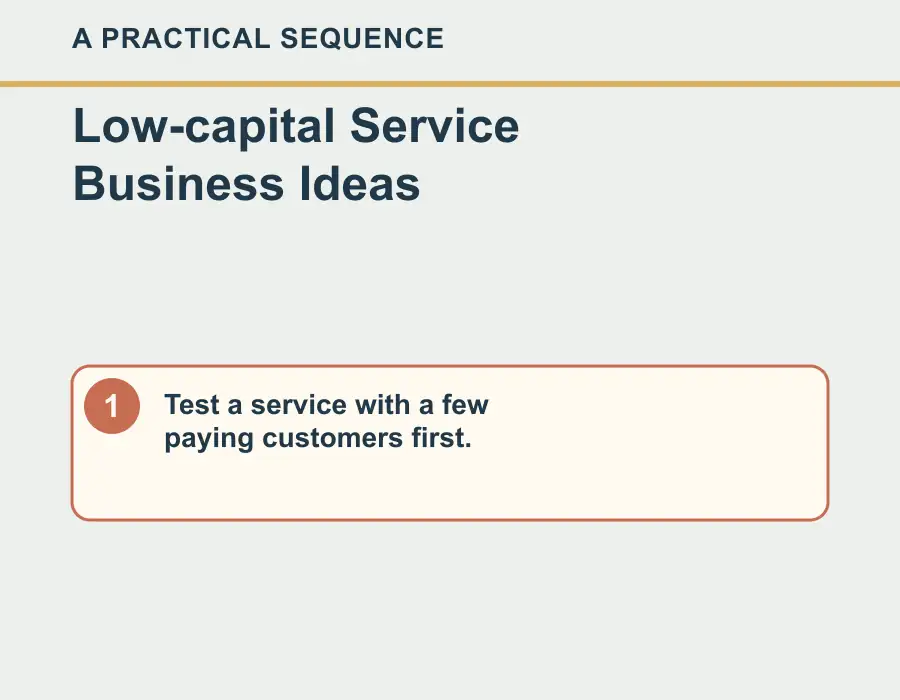 A PRACTICAL SEQUENCE
Low-capital Service
Business Ideas
1
Test a service with a few
paying customers first.